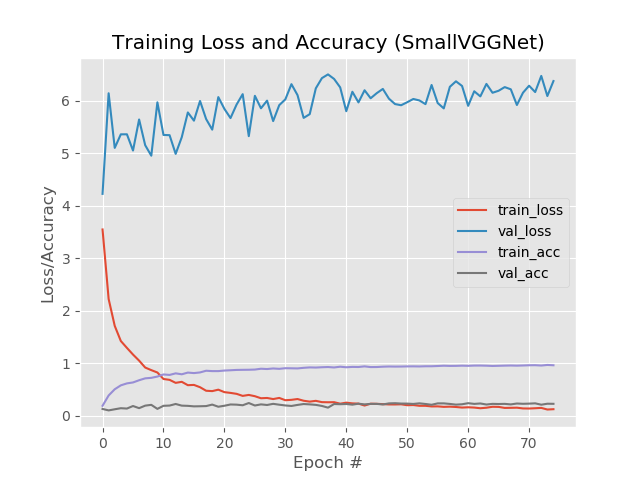 Training Loss and Accuracy (SmallVGGNet)
Loss/Accuracy
6
5
4
3
2
1
0
train_loss
val_loss
train_acc
val_acc
0 10 20 30 40 50 60 70
Epoch #